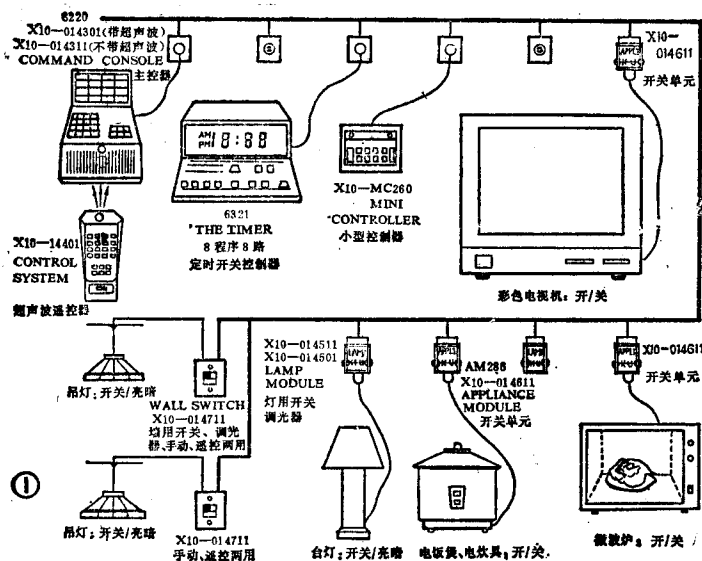 6220
X10—014301(带超声波)
X10—014311(不带超声波)
COMMAND CONSOLE
主控器
X10—
014611
开关单元
APPLI
AM
PM
10:00
X10—14401
CONTROL
SYSTEM
超声波遥控器
6321
'THE TIMER
8程序8路
定时开关控制器
X10—MC260
MINI
CONTROLLER
小型控制器
彩色电视机:开/关
吊灯:开关/亮暗
WALL SWITCH
X10—014711
墙用开关、调光
器、手动、遥控两用
X10—014511
X10—014501
LAMP
MODULE
灯用开关
调光器
LAMP
APPLI
AM286
X10—014611
APPLIANCE
MODULE
开关单元
LAMP
APPLI
X10—014611
开关单元
①
吊灯:开关/亮暗
X10—014711
手动、遥控两用
台灯:开关/亮暗
电饭煲、电炊具:开/关
微波炉:开/关